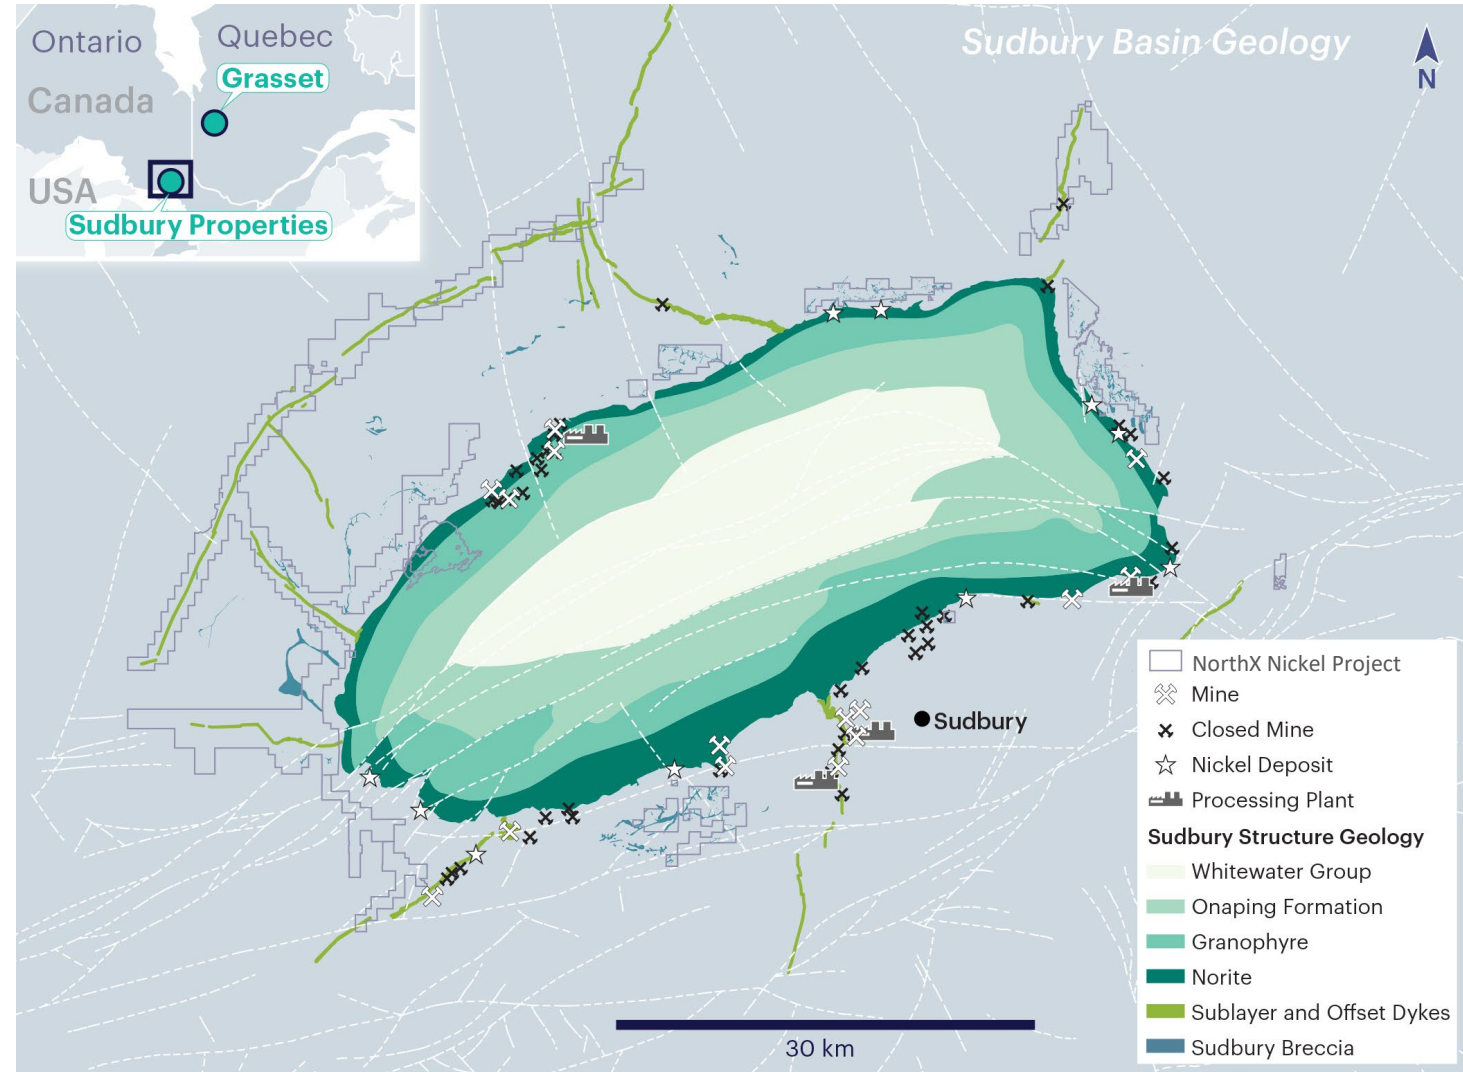 Ontario
Quebec
Grasset
Canada
USA
Sudbury Properties
Sudbury Basin Geology
N
Sudbury
NorthX Nickel Project
Mine
Closed Mine
Nickel Deposit
Processing Plant
Sudbury Structure Geology
Whitewater Group
Onaping Formation
Granophyre
Norite
Sublayer and Offset Dykes
Sudbury Breccia
30 km